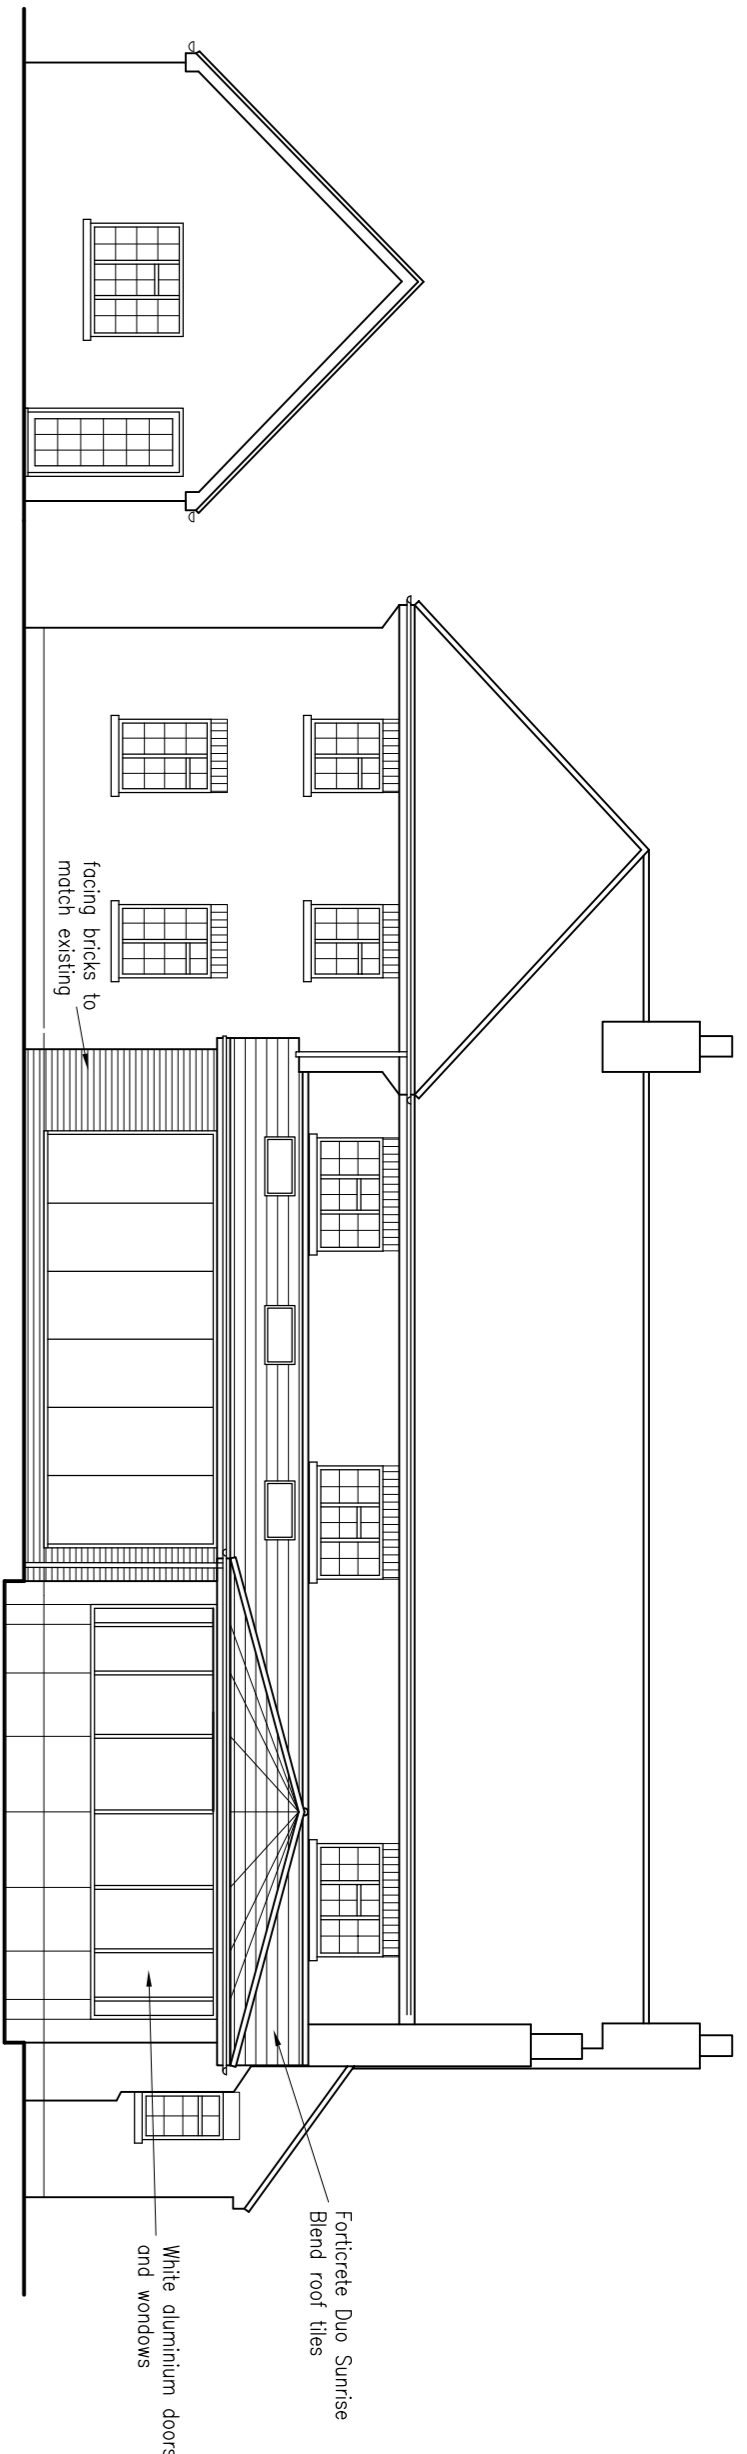 facing bricks to
match existing
Forticrete Duo Sunrise
Blend roof tiles
White aluminium doors
and wondows